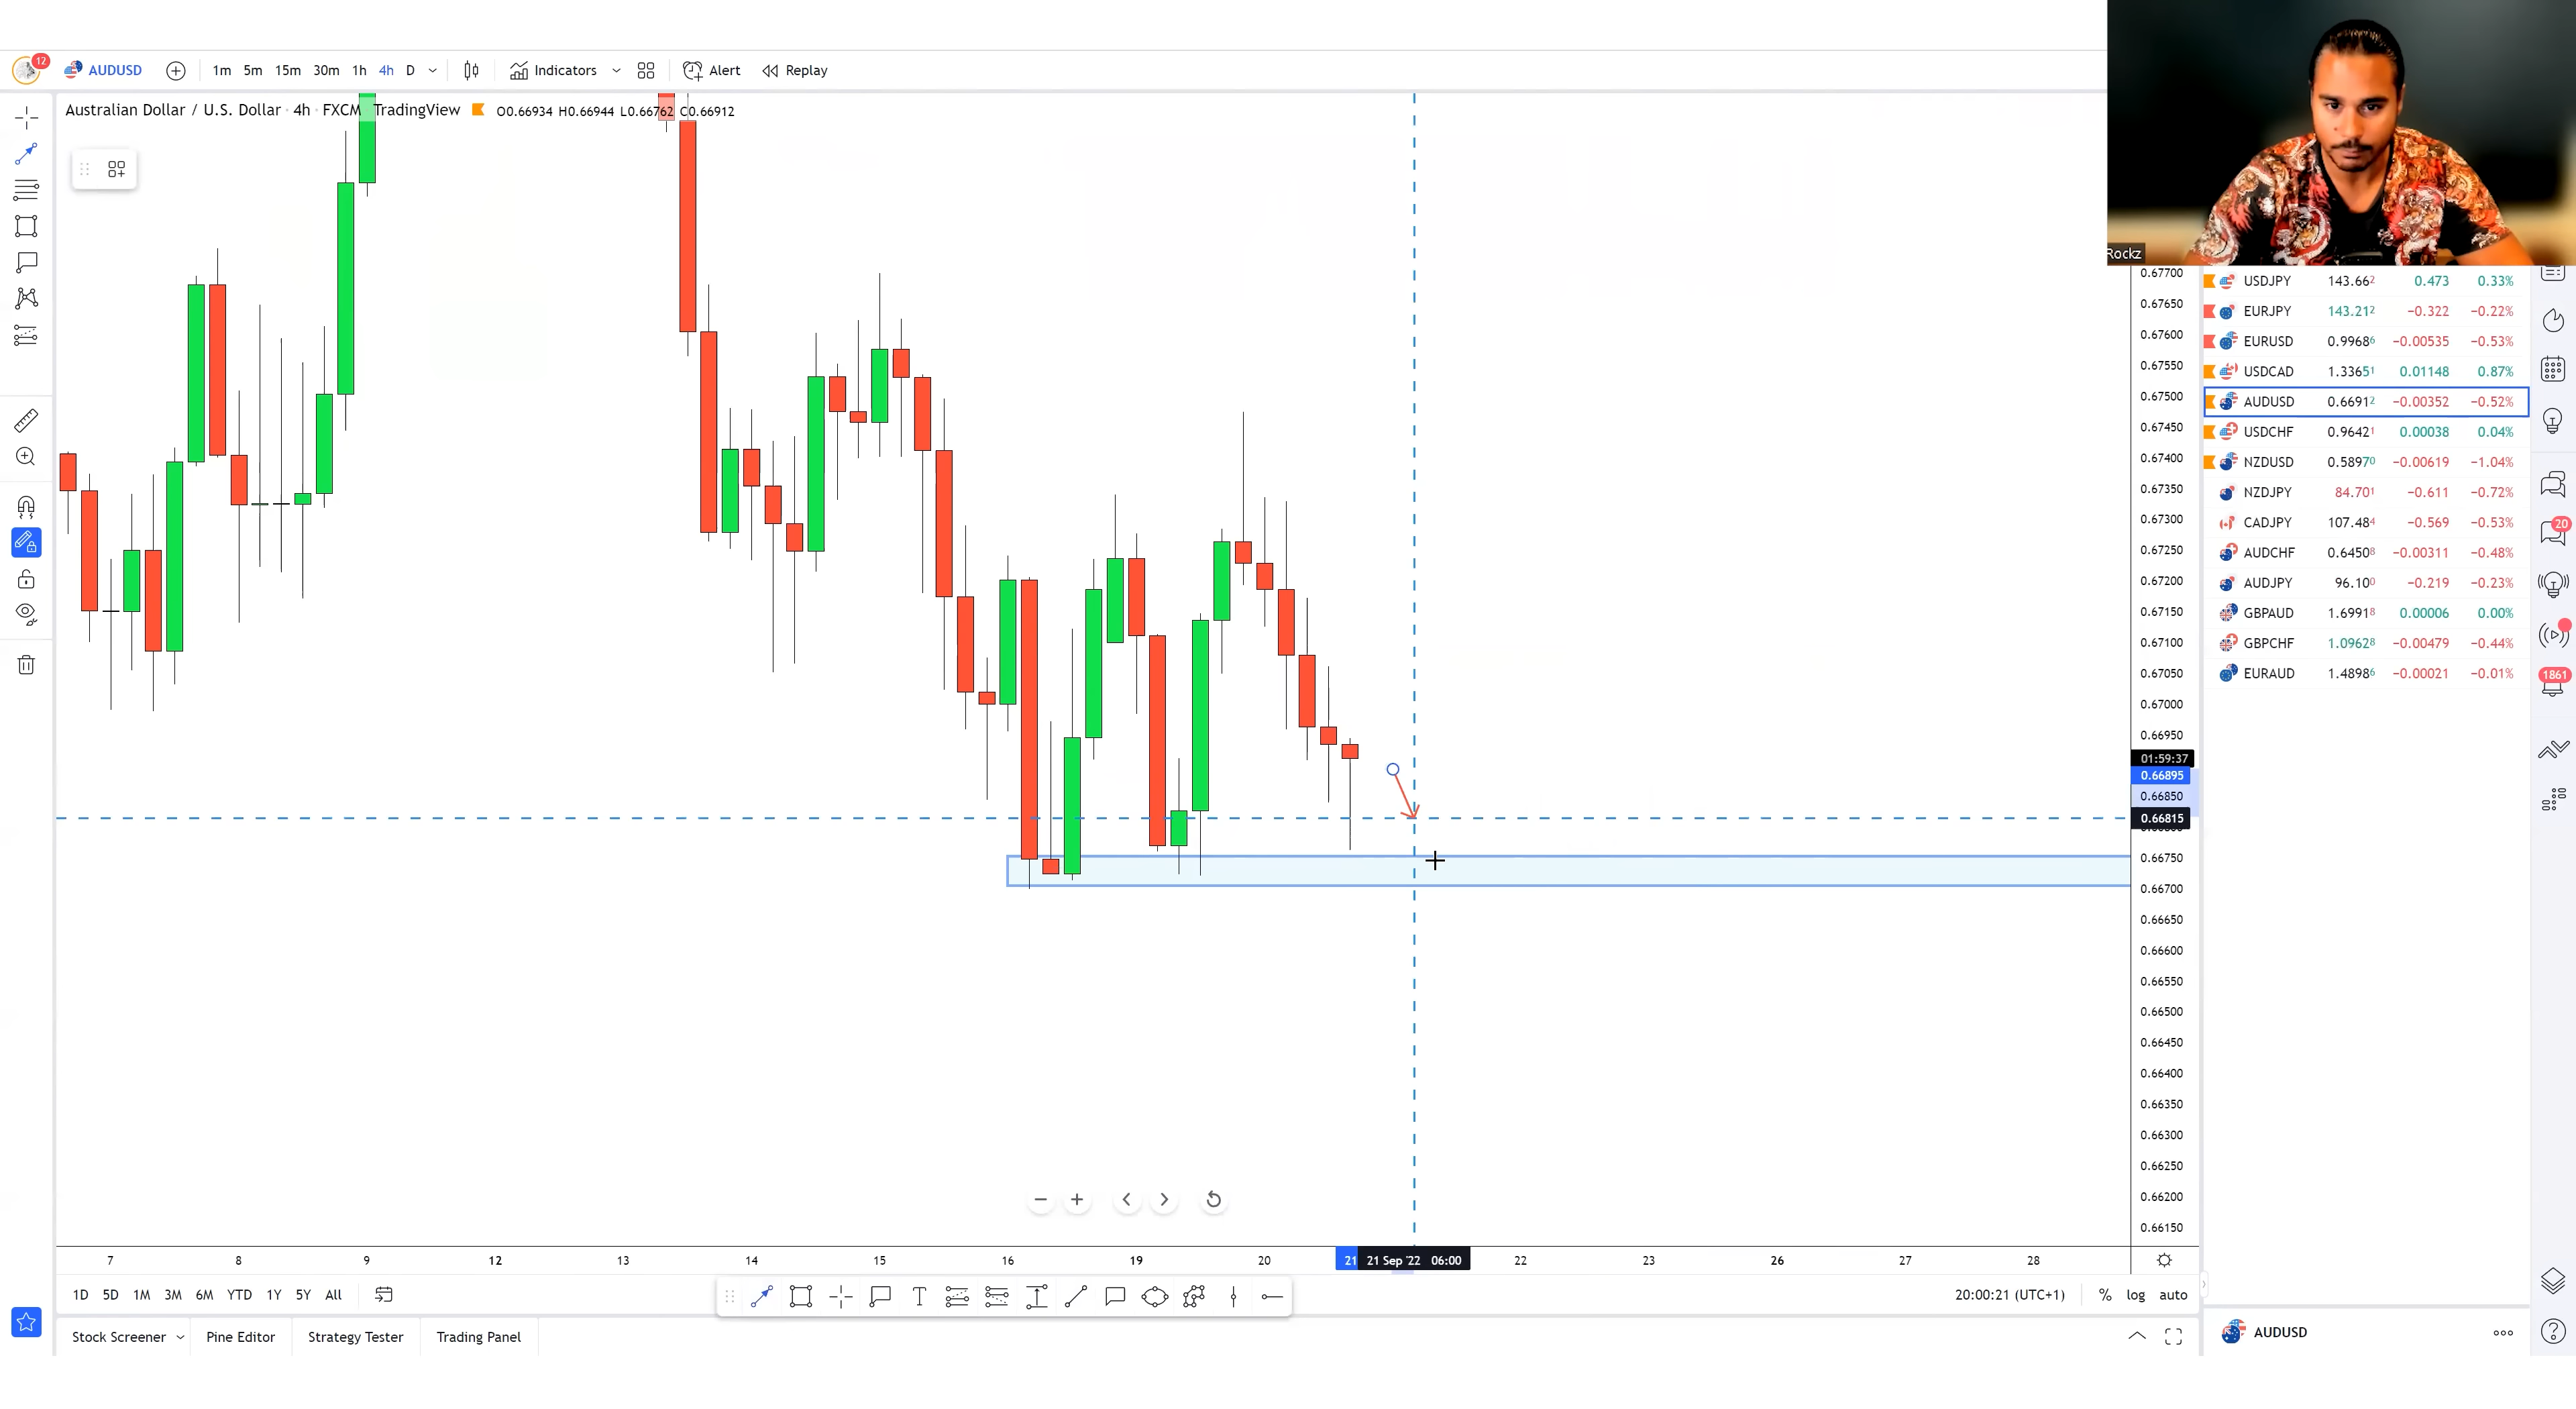 12
AUDUSD
1m 5m 15m 30m 1h 4h D
Indicators
Alert
Replay
Australian Dollar / U.S. Dollar · 4h · FXCM TradingView
O0.66934 H0.66944 L0.66762 C0.66912
Rockz
0.67700
0.67650
0.67600
0.67550
0.67500
0.67450
0.67400
0.67350
0.67300
0.67250
0.67200
0.67150
0.67100
0.67050
0.67000
0.66950
01:59:37
0.66895
0.66850
0.66815
0.66750
0.66700
0.66650
0.66600
0.66550
0.66500
0.66450
0.66400
0.66350
0.66300
0.66250
0.66200
0.66150
USDJPY 143.662 0.473 0.33%
EURJPY 143.212 −0.322 −0.22%
EURUSD 0.99686 −0.00535 −0.53%
USDCAD 1.33651 0.01148 0.87%
AUDUSD 0.66912 −0.00352 −0.52%
USDCHF 0.96421 0.00038 0.04%
NZDUSD 0.58970 −0.00619 −1.04%
NZDJPY 84.701 −0.611 −0.72%
CADJPY 107.484 −0.569 −0.53%
AUDCHF 0.64508 −0.00311 −0.48%
AUDJPY 96.100 −0.219 −0.23%
GBPAUD 1.69918 0.00006 0.00%
GBPCHF 1.09628 −0.00479 −0.44%
EURAUD 1.48986 −0.00021 −0.01%
20
1861
7 8 9 12 13 14 15 16 19 20 21 21 Sep '22 06:00 22 23 26 27 28
1D 5D 1M 3M 6M YTD 1Y 5Y All
T
20:00:21 (UTC+1) % log auto
Stock Screener
Pine Editor
Strategy Tester
Trading Panel
AUDUSD